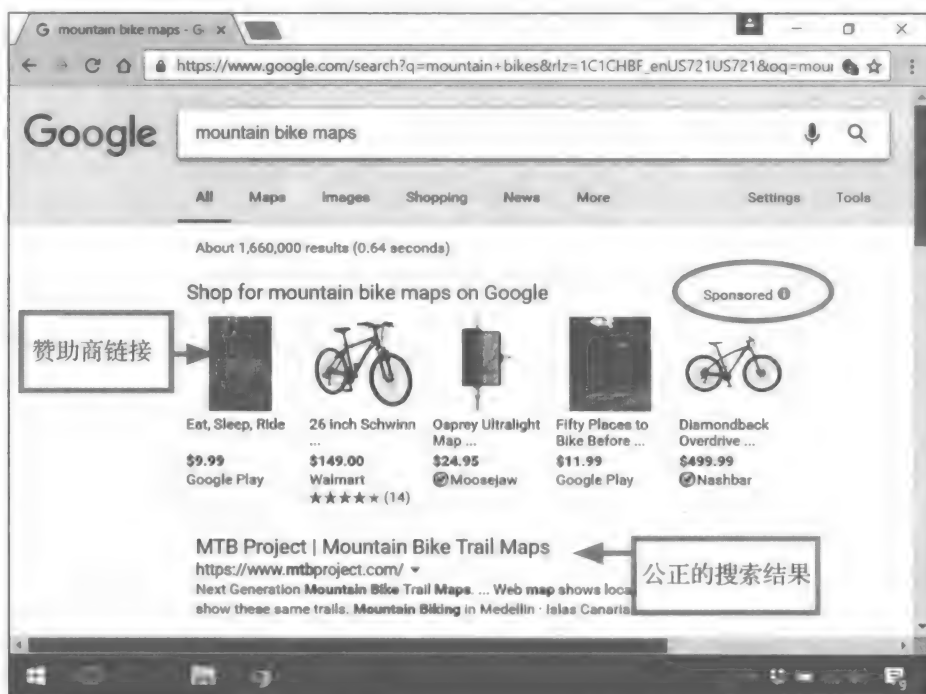 G mountain bike maps - G- ×
https://www.google.com/search?q=mountain+bikes&rlz=1C1CHBF_enUS721US721&oq=mour
Google
mountain bike maps
All Maps Images Shopping News More Settings Tools
About 1,660,000 results (0.64 seconds)
Shop for mountain bike maps on Google
Sponsored
赞助商链接
Eat, Sleep, Ride
$9.99
Google Play
26 inch Schwinn
...
$149.00
Walmart
★★★★★ (14)
Osprey Ultralight
Map ...
$24.95
Moosejaw
Fifty Places to
Bike Before ...
$11.99
Google Play
Diamondback
Overdrive ...
$499.99
Nashbar
MTB Project | Mountain Bike Trail Maps
https://www.mtbproject.com/
Next Generation Mountain Bike Trail Maps. ... Web map shows loca
show these same trails. Mountain Biking in Medellin · Islas Canaria
公正的搜索结果
9